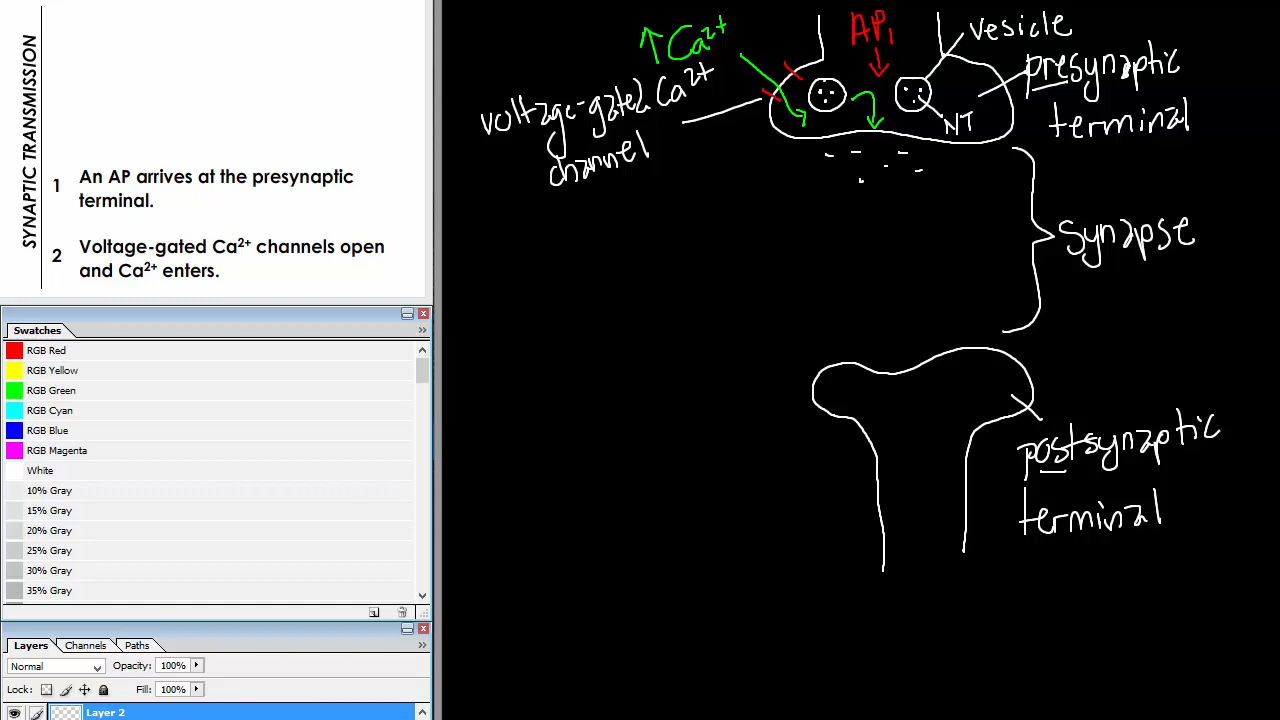 SYNAPTIC TRANSMISSION
1 An AP arrives at the presynaptic
terminal.
2 Voltage-gated Ca2+ channels open
and Ca2+ enters.
Swatches
RGB Red
RGB Yellow
RGB Green
RGB Cyan
RGB Blue
RGB Magenta
White
10% Gray
15% Gray
20% Gray
25% Gray
30% Gray
35% Gray
Layers Channels Paths
Normal Opacity: 100%
Lock: Fill: 100%
Layer 2
↑ Ca2+
AP1
vesicle
presynaptic
terminal
NT
voltage-gated Ca2+
channel
synapse
postsynaptic
terminal